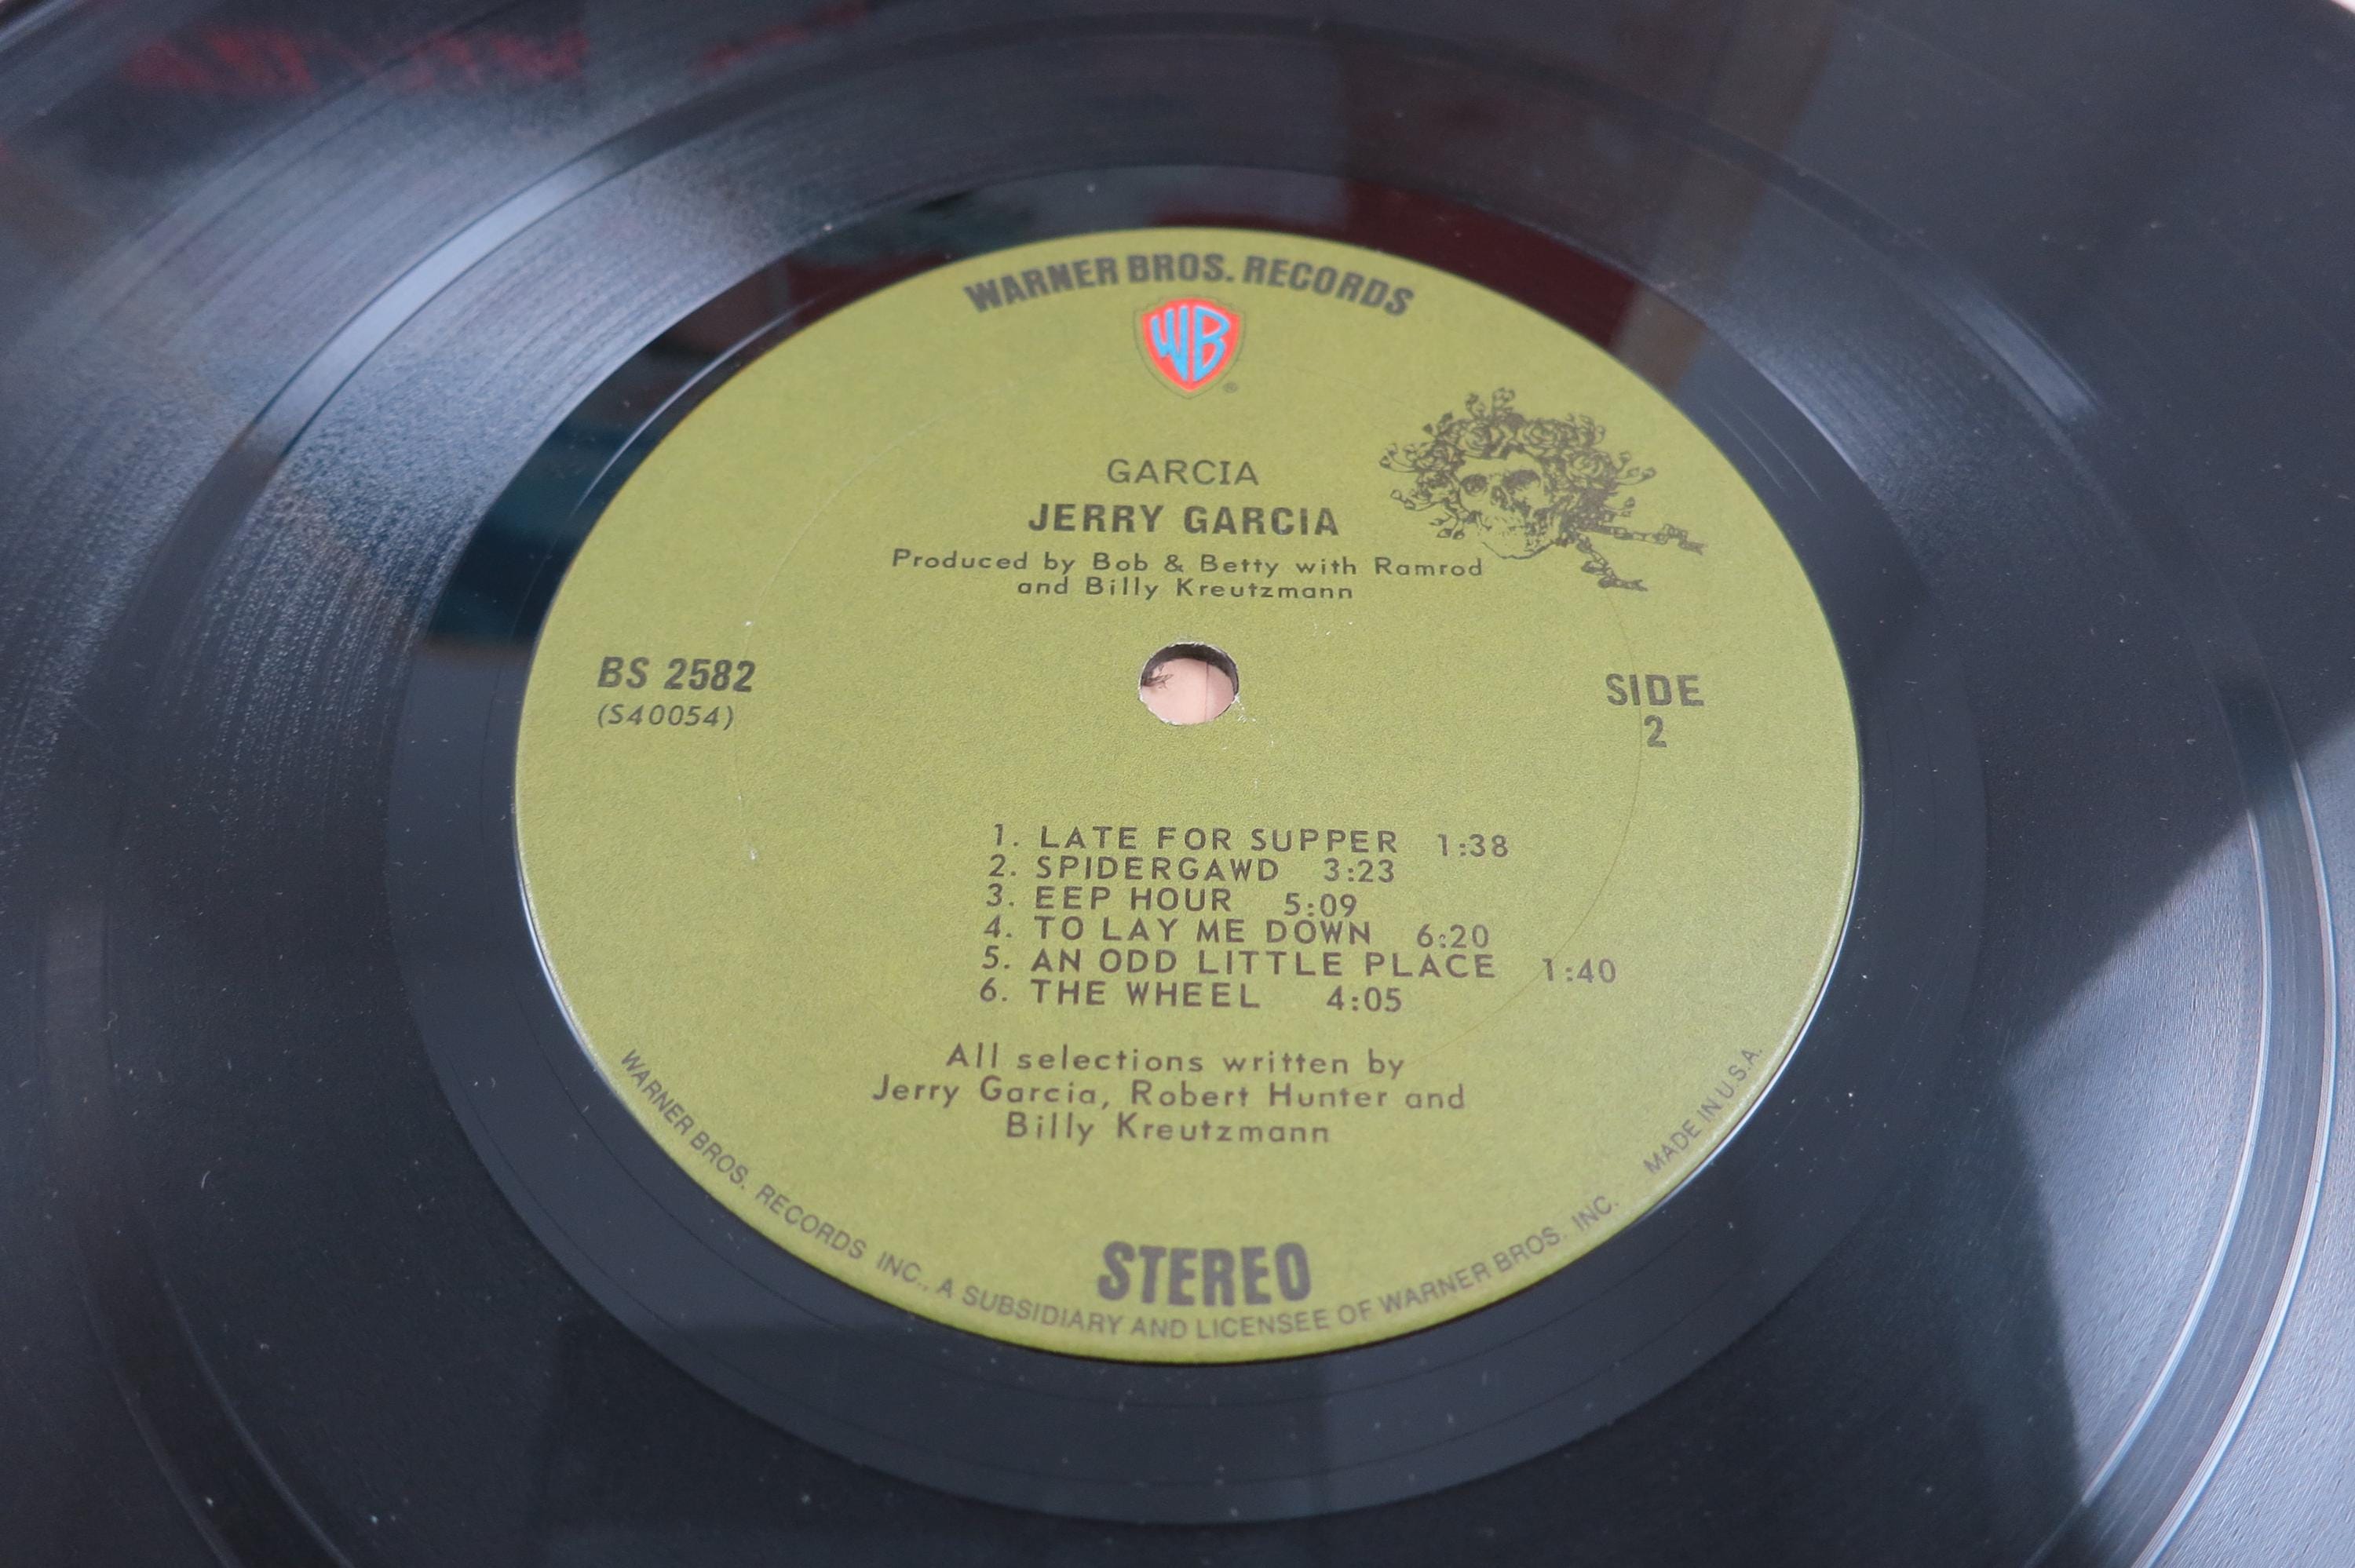 WARNER BROS. RECORDS
WB
®
GARCIA
JERRY GARCIA
Produced by Bob & Betty with Ramrod
and Billy Kreutzmann
BS 2582
(S40054)
SIDE
2
1. LATE FOR SUPPER 1:38
2. SPIDERGAWD 3:23
3. EEP HOUR 5:09
4. TO LAY ME DOWN 6:20
5. AN ODD LITTLE PLACE 1:40
6. THE WHEEL 4:05
All selections written by
Jerry Garcia, Robert Hunter and
Billy Kreutzmann
STEREO
WARNER BROS. RECORDS INC., A SUBSIDIARY AND LICENSEE OF WARNER BROS. INC. MADE IN U.S.A.